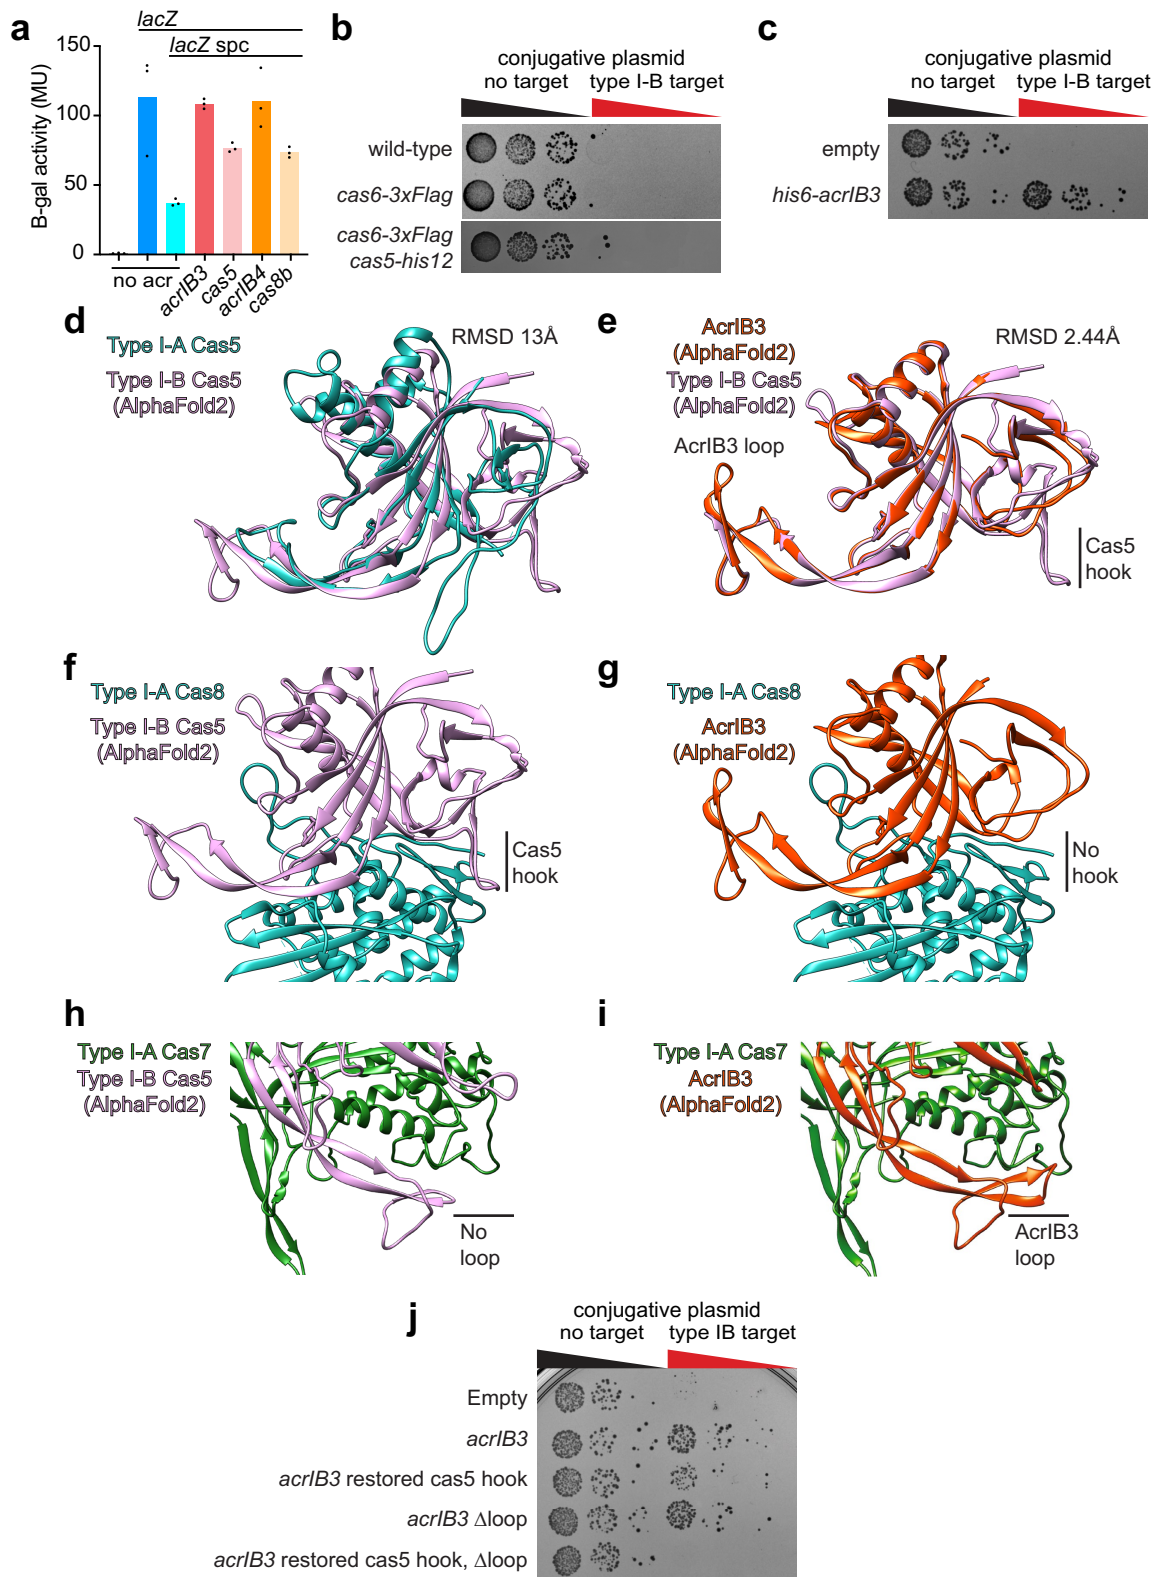 a
lacZ
lacZ spc
B-gal activity (MU)
150
100
50
0
no acr
acrIB3
cas5
acrIB4
cas8b
b
conjugative plasmid
no target
type I-B target
wild-type
cas6-3xFlag
cas6-3xFlag
cas5-his12
c
conjugative plasmid
no target
type I-B target
empty
his6-acrIB3
d
Type I-A Cas5
Type I-B Cas5
(AlphaFold2)
RMSD 13Å
e
AcrIB3
(AlphaFold2)
Type I-B Cas5
(AlphaFold2)
RMSD 2.44Å
AcrIB3 loop
Cas5
hook
f
Type I-A Cas8
Type I-B Cas5
(AlphaFold2)
Cas5
hook
g
Type I-A Cas8
AcrIB3
(AlphaFold2)
No
hook
h
Type I-A Cas7
Type I-B Cas5
(AlphaFold2)
No
loop
i
Type I-A Cas7
AcrIB3
(AlphaFold2)
AcrIB3
loop
j
conjugative plasmid
no target
type IB target
Empty
acrIB3
acrIB3 restored cas5 hook
acrIB3 Δloop
acrIB3 restored cas5 hook, Δloop